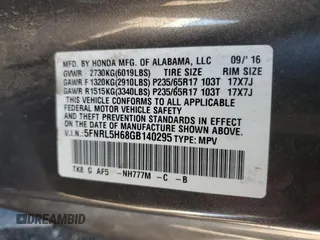 MFD. BY HONDA MFG. OF ALABAMA, LLC 09/'16
GVWR 2730KG(6019LBS) TIRE SIZE RIM SIZE
GAWR F 1320KG(2910LBS) P235/65R17 103T 17X7J
GAWR R 1515KG(3340LBS) P235/65R17 103T 17X7J
THIS VEHICLE CONFORMS TO ALL APPLICABLE FEDERAL MOTOR
VEHICLE SAFETY AND THEFT PREVENTION STANDARDS IN EFFECT
ON THE DATE OF MANUFACTURE SHOWN ABOVE.
V.I.N.: 5FNRL5H68GB140295 TYPE: MPV
TK8 G AF5 -NH777M -C -B